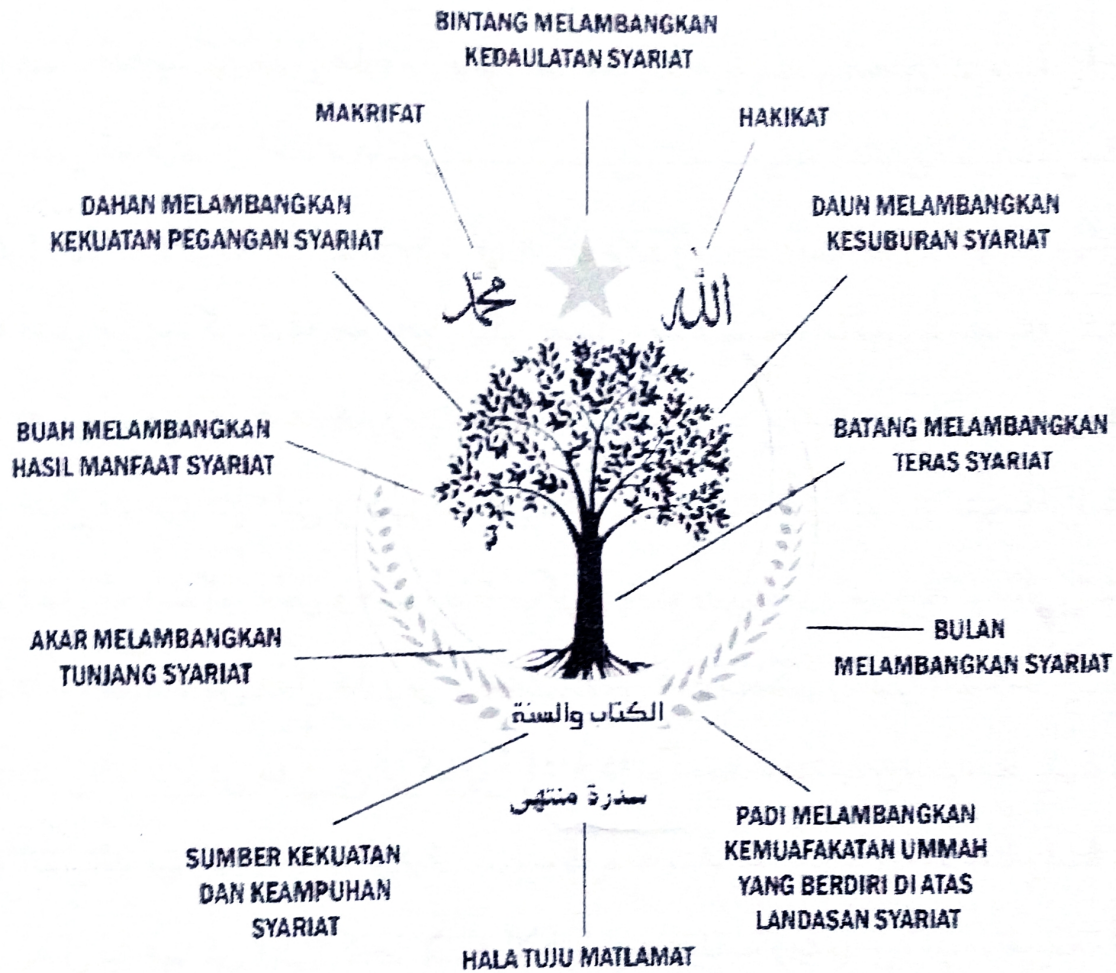 BINTANG MELAMBANGKAN
KEDAULATAN SYARIAT
MAKRIFAT
HAKIKAT
DAHAN MELAMBANGKAN
KEKUATAN PEGANGAN SYARIAT
DAUN MELAMBANGKAN
KESUBURAN SYARIAT
محمد
الله
BUAH MELAMBANGKAN
HASIL MANFAAT SYARIAT
BATANG MELAMBANGKAN
TERAS SYARIAT
AKAR MELAMBANGKAN
TUNJANG SYARIAT
BULAN
MELAMBANGKAN SYARIAT
الكتاب والسنة
سدرة منتهى
SUMBER KEKUATAN
DAN KEAMPUHAN
SYARIAT
PADI MELAMBANGKAN
KEMUAFAKATAN UMMAH
YANG BERDIRI DI ATAS
LANDASAN SYARIAT
HALA TUJU MATLAMAT